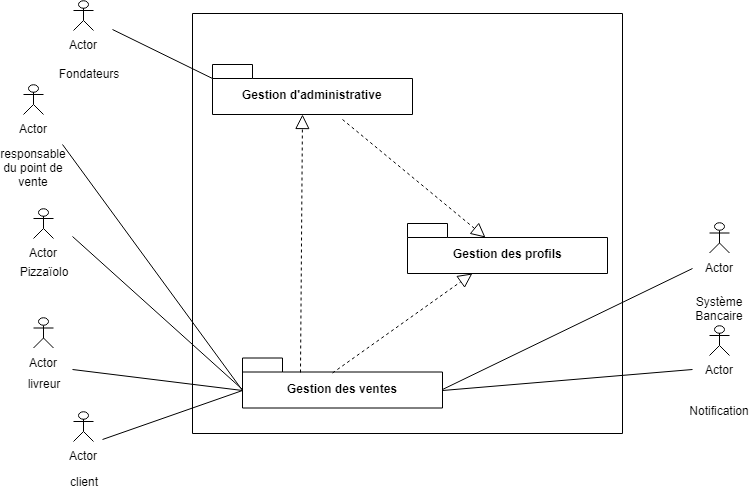 Actor
Fondateurs
Gestion d'administrative
Actor
responsable
du point de
vente
Actor
Pizzaïolo
Gestion des profils
Actor
Système
Bancaire
Actor
livreur
Actor
Gestion des ventes
Notification
Actor
client